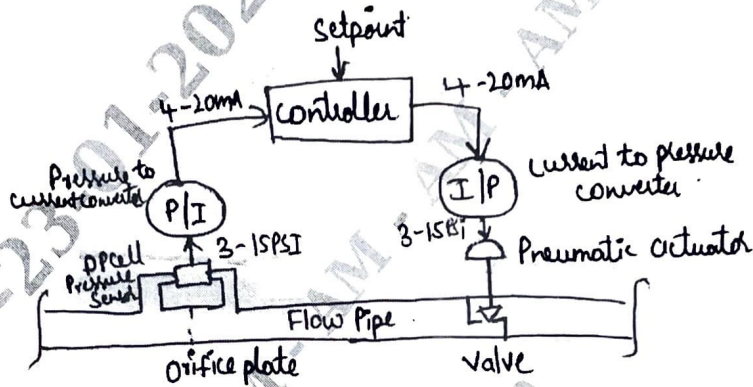 Setpoint
4-20mA
Controller
4-20mA
Pressure to
current converter
P/I
I/P
Current to pressure
converter
3-15PSI
3-15PSi
Pneumatic actuator
DPCell
Pressure
Sensor
Flow Pipe
Orifice plate
Valve